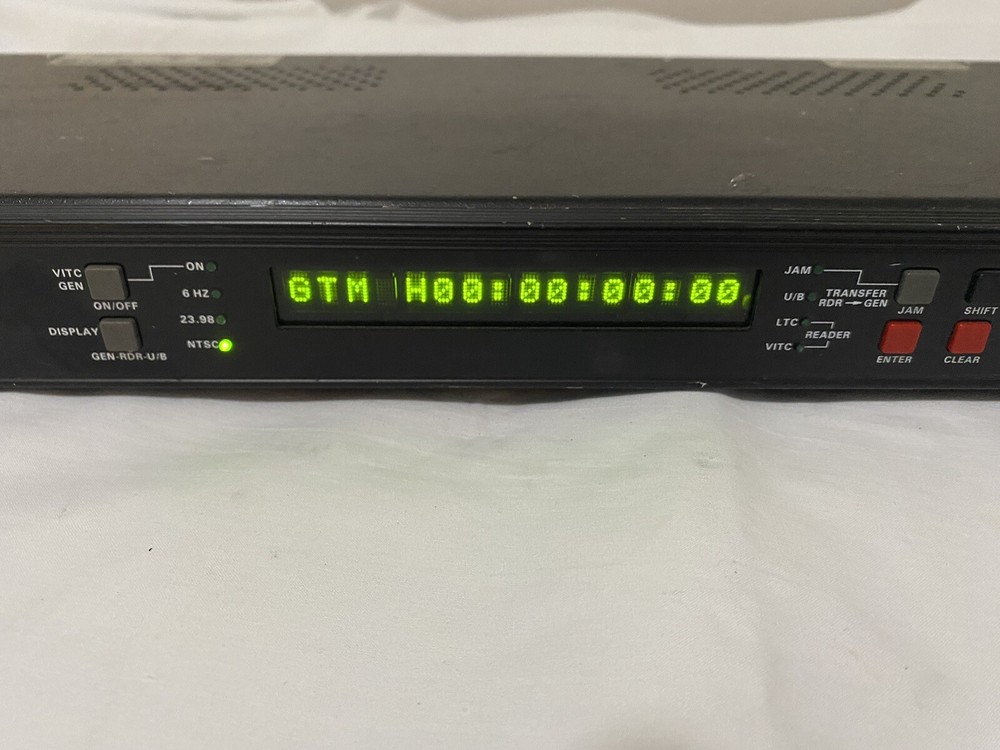 VITC
GEN
ON/OFF
DISPLAY
GEN-RDR-U/B
ON
6 HZ
23.98
NTSC
GTM H00:00:00:00
JAM
U/B
TRANSFER
RDR → GEN
LTC
READER
VITC
JAM
SHIFT
ENTER
CLEAR